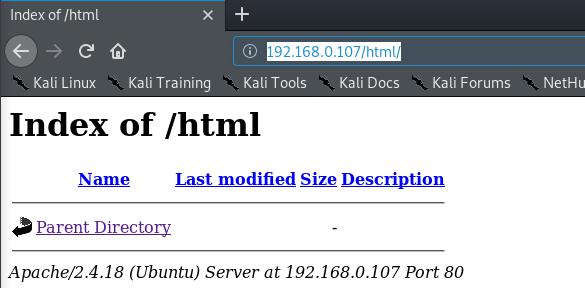 Index of /html
192.168.0.107/html/
Kali Linux Kali Training Kali Tools Kali Docs Kali Forums NetHu
Index of /html
Name Last modified Size Description
Parent Directory -
Apache/2.4.18 (Ubuntu) Server at 192.168.0.107 Port 80